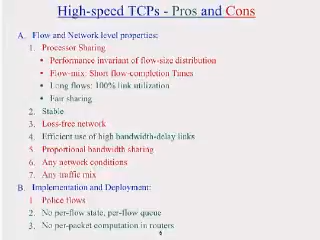 High-speed TCPs - Pros and Cons
A. Flow and Network level properties:
1. Processor Sharing
• Performance invariant of flow-size distribution
• Flow-mix: Short flow-completion Times
• Long flows: 100% link utilization
• Fair sharing
2. Stable
3. Loss-free network
4. Efficient use of high bandwidth-delay links
5. Proportional bandwidth sharing
6. Any network conditions
7. Any traffic mix
B. Implementation and Deployment:
1 Police flows
2. No per-flow state, per-flow queue
3. No per-packet computation in routers
6